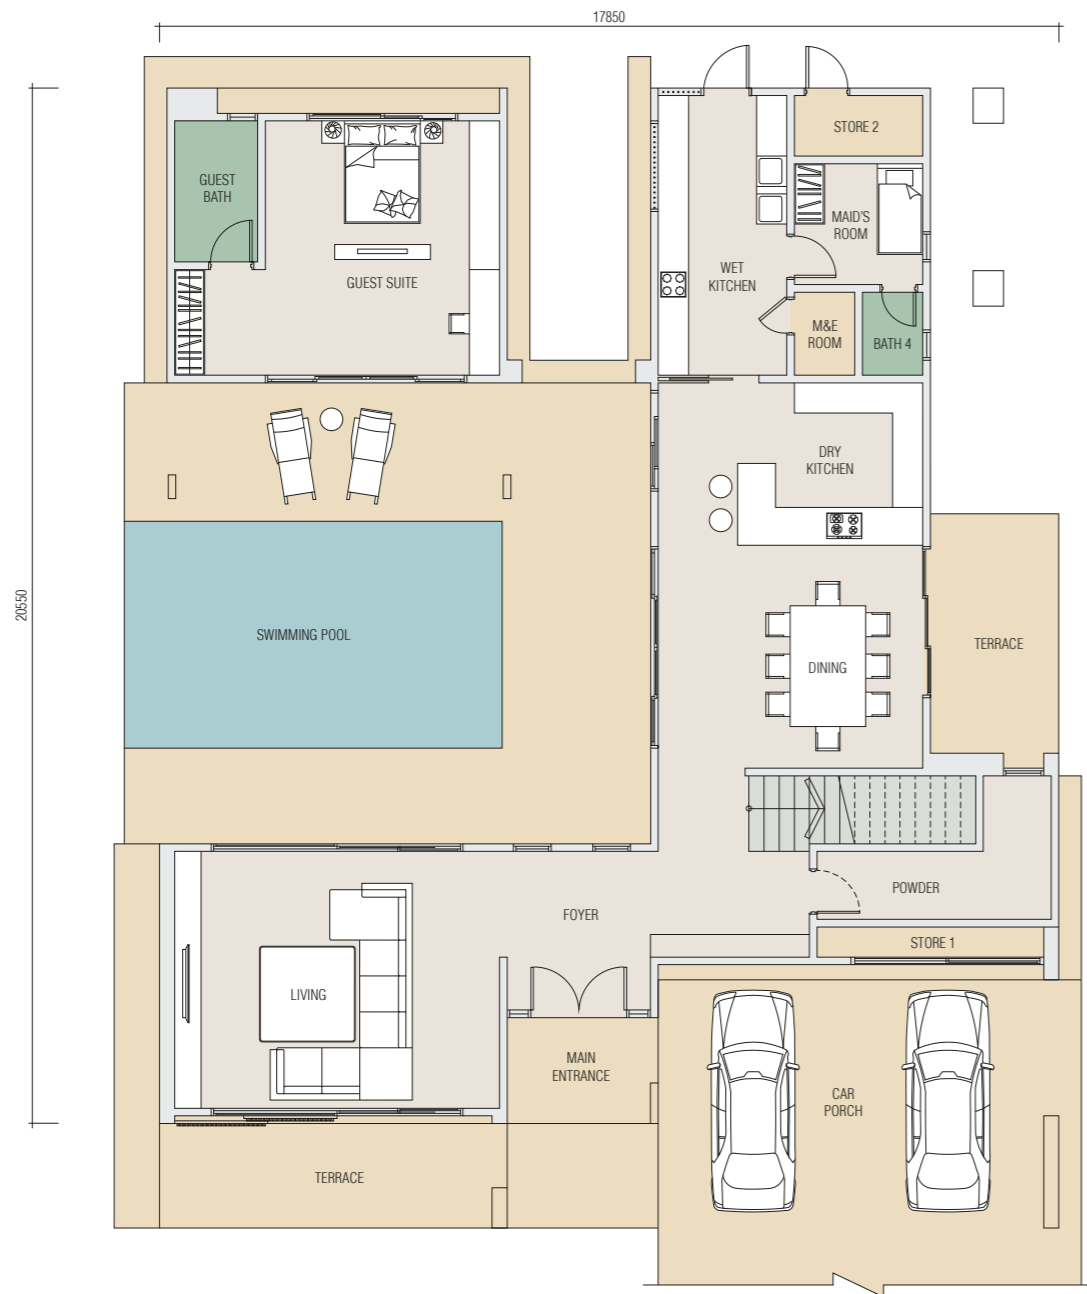 17850
20550
STORE 2
GUEST
BATH
MAID'S
ROOM
GUEST SUITE
WET
KITCHEN
M&E
ROOM
BATH 4
DRY
KITCHEN
SWIMMING POOL
TERRACE
DINING
POWDER
FOYER
STORE 1
LIVING
MAIN
ENTRANCE
CAR
PORCH
TERRACE